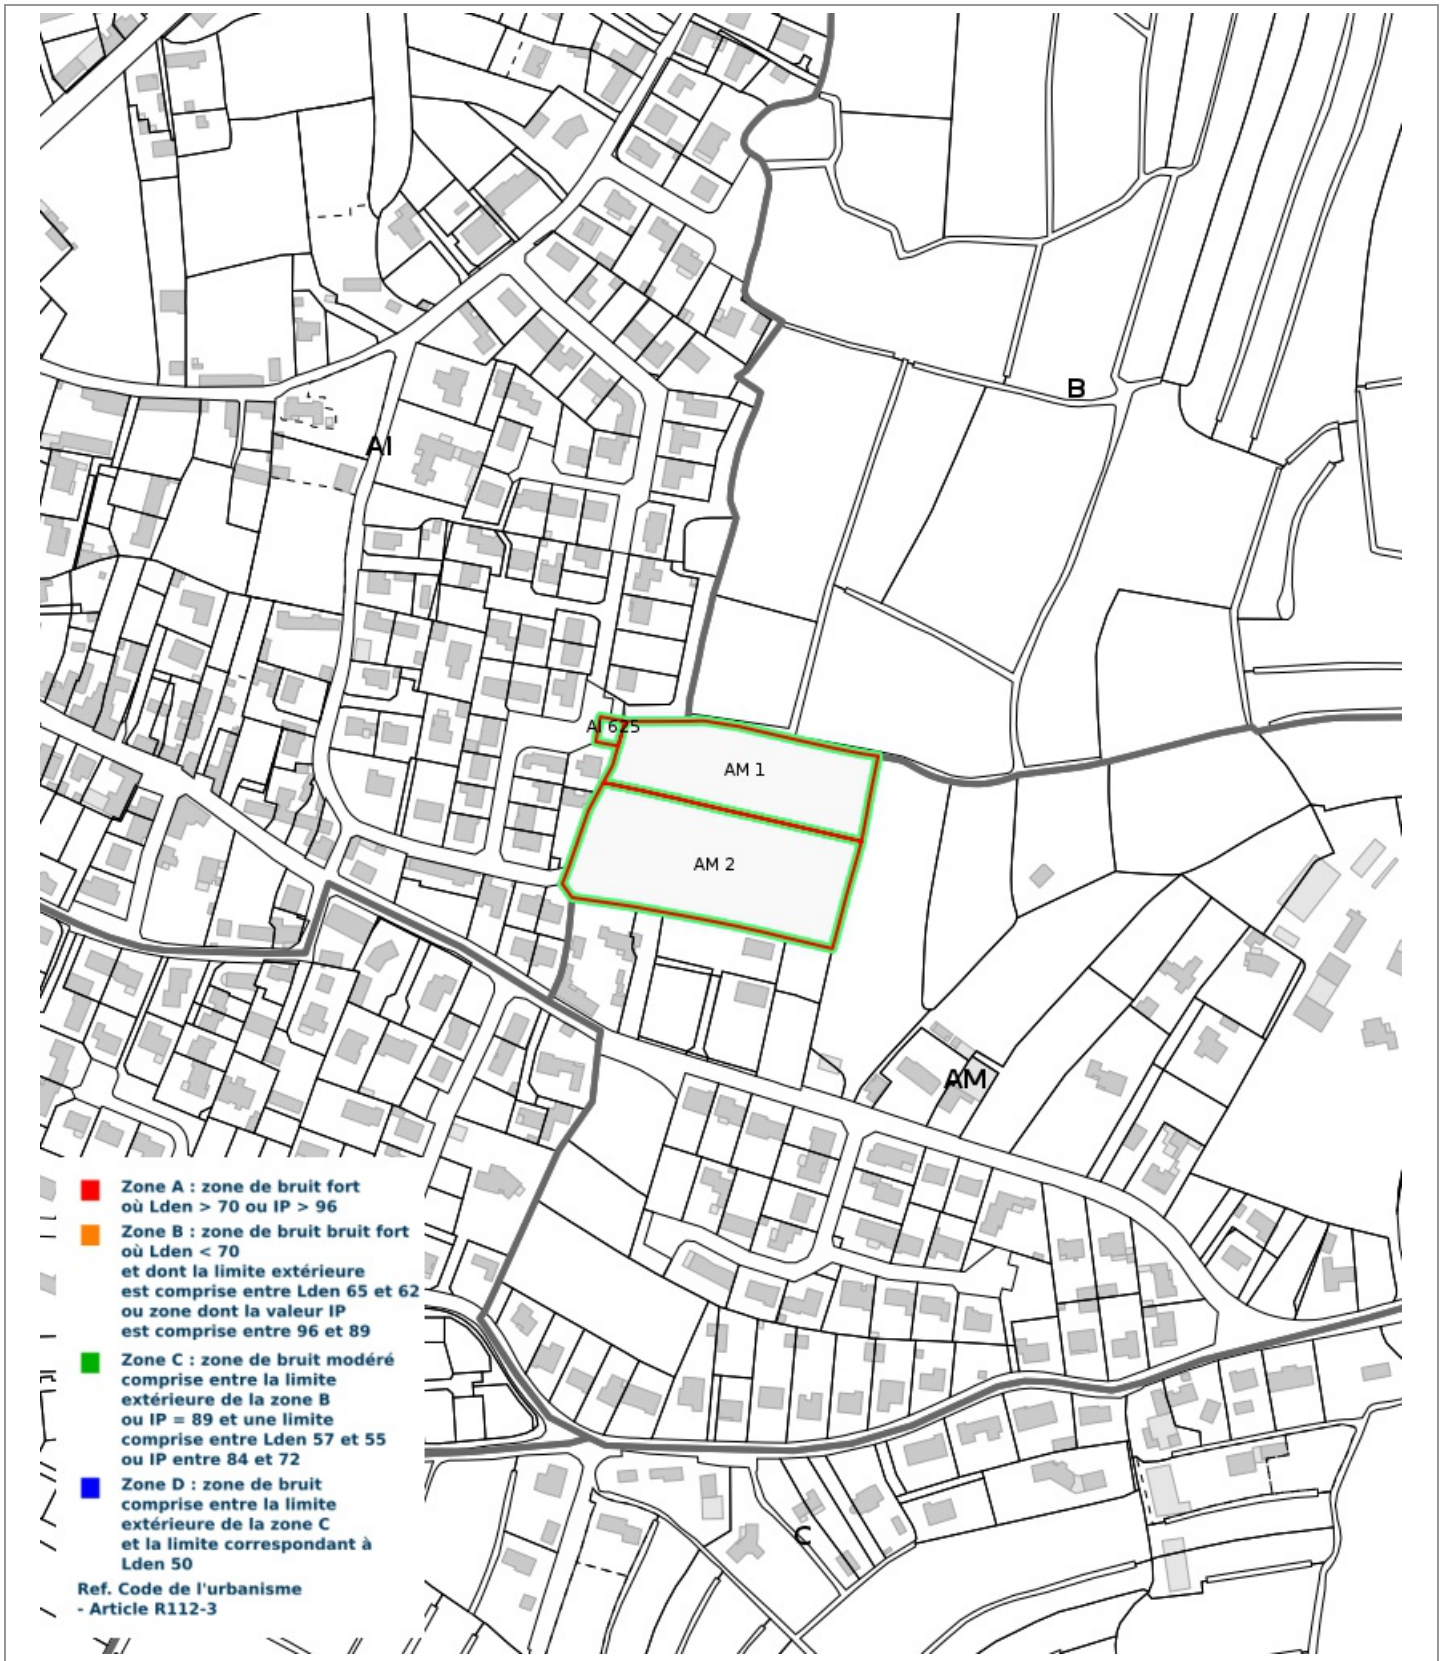 B
AI
AI 625
AM 1
AM 2
AM
Zone A : zone de bruit fort
où Lden > 70 ou IP > 96
Zone B : zone de bruit bruit fort
où Lden < 70
et dont la limite extérieure
est comprise entre Lden 65 et 62
ou zone dont la valeur IP
est comprise entre 96 et 89
Zone C : zone de bruit modéré
comprise entre la limite
extérieure de la zone B
ou IP = 89 et une limite
comprise entre Lden 57 et 55
ou IP entre 84 et 72
Zone D : zone de bruit
comprise entre la limite
extérieure de la zone C
et la limite correspondant à
Lden 50
Ref. Code de l'urbanisme
- Article R112-3
C